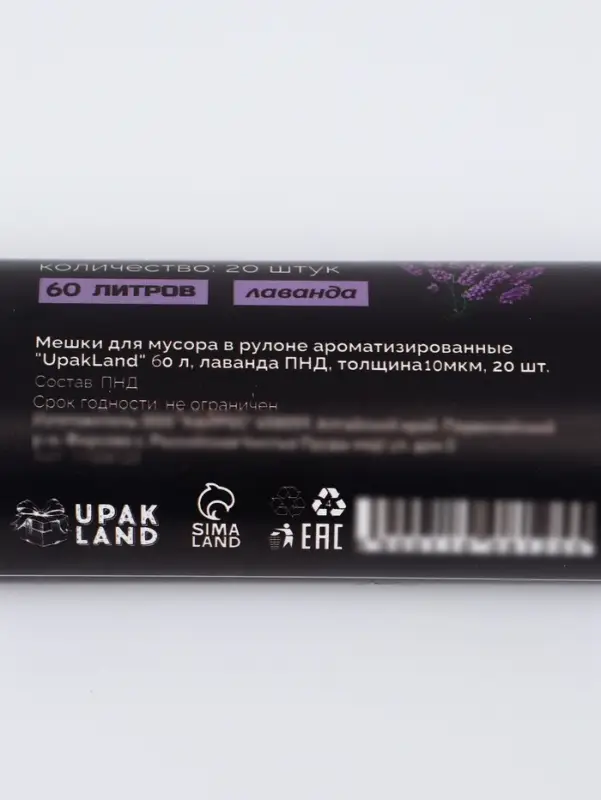 количество: 20 штук
60 ЛИТРОВ лаванда
Мешки для мусора в рулоне ароматизированные
"UpakLand" 60 л, лаванда ПНД, толщина10мкм, 20 шт.
Состав: ПНД
Срок годности: не ограничен
UPAK
LAND
SIMA
LAND
EAC